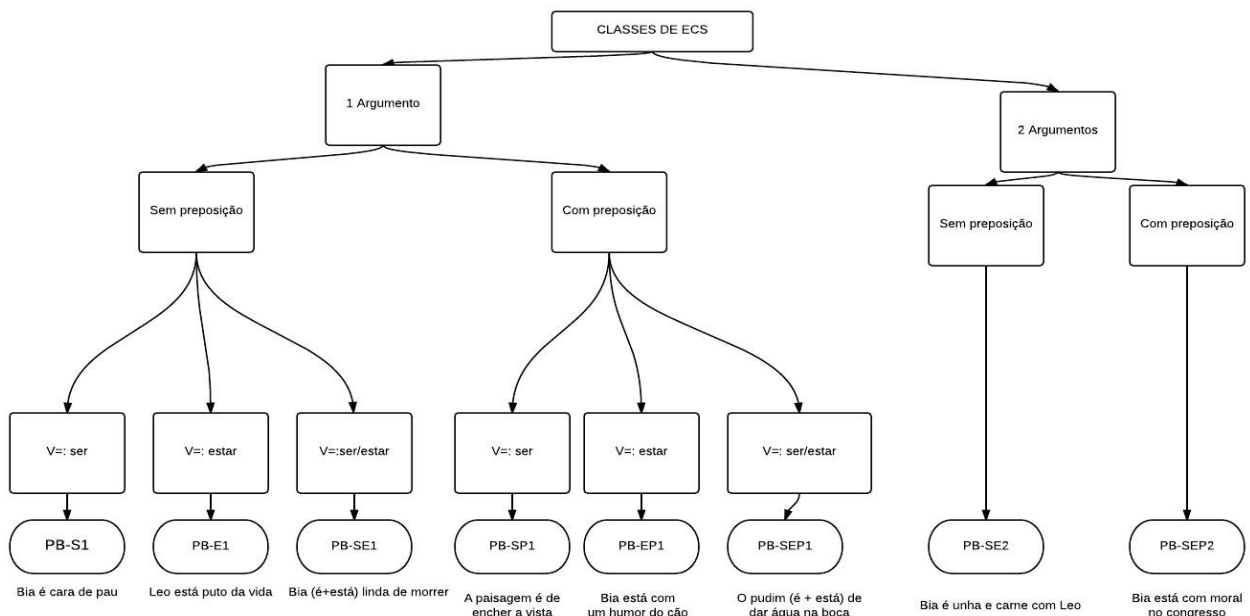 CLASSES DE ECS
1 Argumento
2 Argumentos
Sem preposição
Com preposição
Sem preposição
Com preposição
V=: ser
V=: estar
V=:ser/estar
V=: ser
V=: estar
V=: ser/estar
PB-S1
PB-E1
PB-SE1
PB-SP1
PB-EP1
PB-SEP1
PB-SE2
PB-SEP2
Bia é cara de pau
Leo está puto da vida
Bia (é+está) linda de morrer
A paisagem é de
encher a vista
Bia está com
um humor do cão
O pudim (é + está) de
dar água na boca
Bia é unha e carne com Leo
Bia está com moral
no congresso